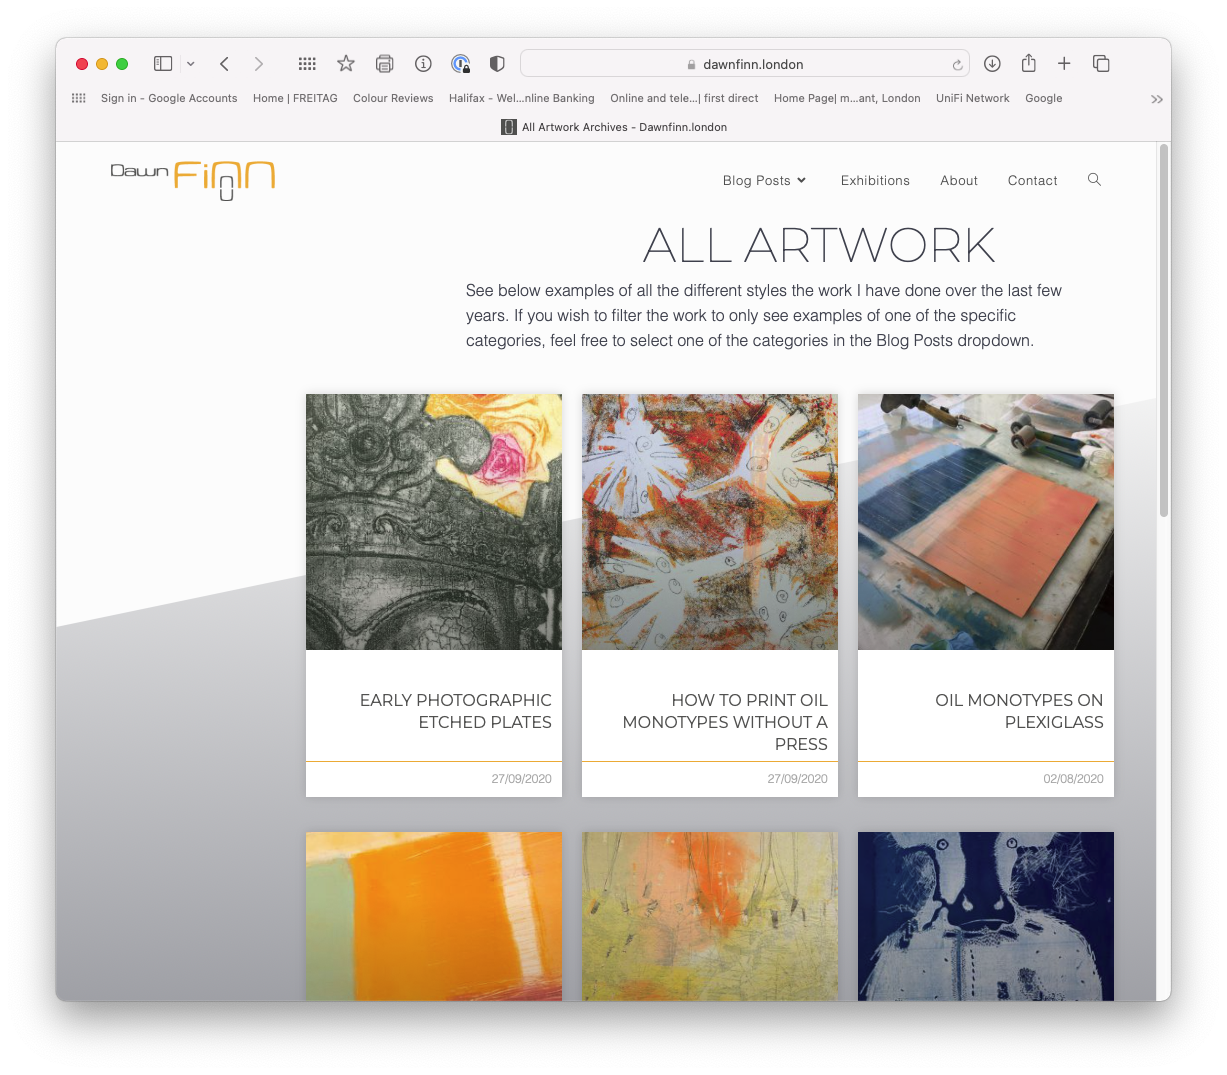 dawnfinn.london
Sign in - Google Accounts
Home | FREITAG
Colour Reviews
Halifax - Wel...nline Banking
Online and tele...| first direct
Home Page| m...ant, London
UniFi Network
Google
All Artwork Archives - Dawnfinn.london
Dawn Finn
Blog Posts
Exhibitions
About
Contact
ALL ARTWORK
See below examples of all the different styles the work I have done over the last few
years. If you wish to filter the work to only see examples of one of the specific
categories, feel free to select one of the categories in the Blog Posts dropdown.
EARLY PHOTOGRAPHIC
ETCHED PLATES
27/09/2020
HOW TO PRINT OIL
MONOTYPES WITHOUT A
PRESS
27/09/2020
OIL MONOTYPES ON
PLEXIGLASS
02/08/2020